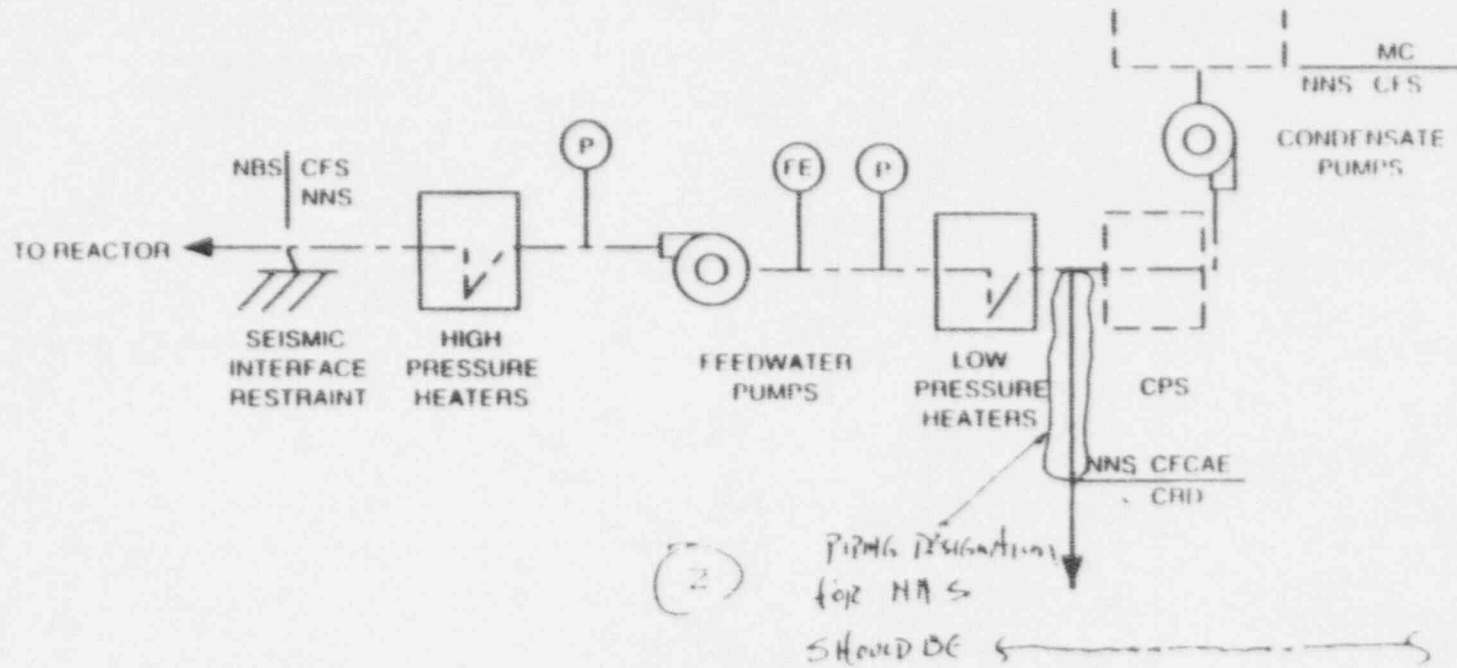 MC
NNS CFS
CONDENSATE
PUMPS
P
FE
P
NBS CFS
NNS
TO REACTOR
SEISMIC
INTERFACE
RESTRAINT
HIGH
PRESSURE
HEATERS
FEEDWATER
PUMPS
LOW
PRESSURE
HEATERS
CPS
NNS CFCAE
CRD
2
PIPING DESIGNATION
for NNS
SHOULD BE